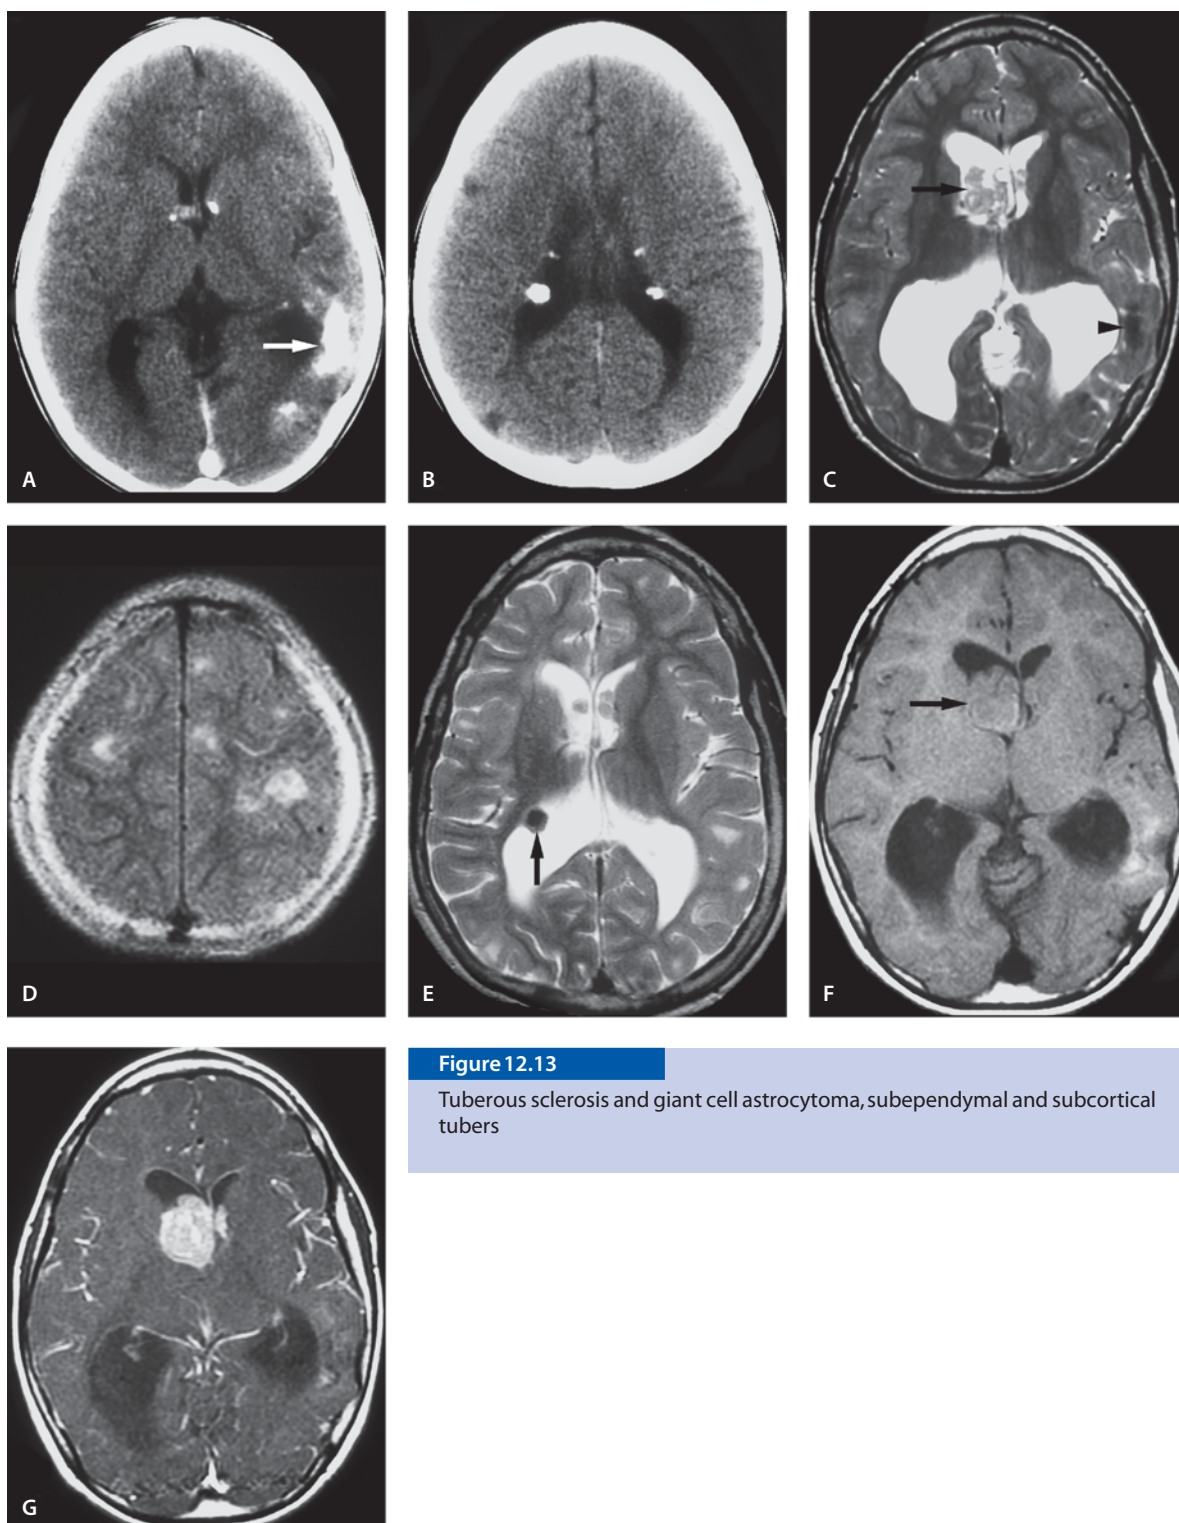 A
B
C
D
E
F
Figure 12.13
Tuberous sclerosis and giant cell astrocytoma, subependymal and subcortical
tubers
G